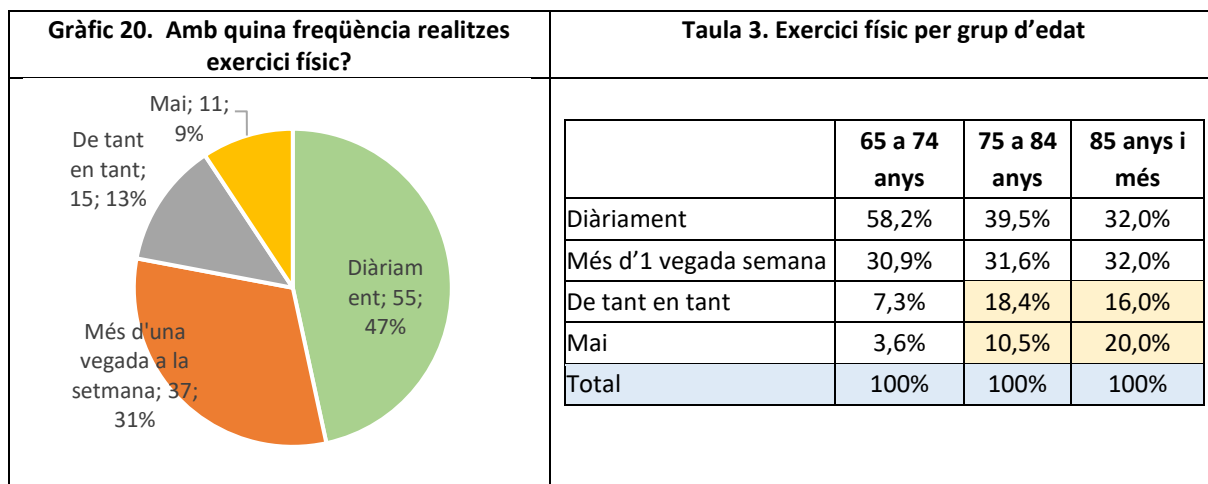 Gràfic 20.  Amb quina freqüència realitzes
exercici físic?
Taula 3. Exercici físic per grup d'edat
Mai; 11;
9%
De tant
en tant;
15; 13%
Diàriam
ent; 55;
47%
Més d'una
vegada a la
setmana; 37;
31%
65 a 74 anys 75 a 84 anys 85 anys i més
Diàriament 58,2% 39,5% 32,0%
Més d'1 vegada semana 30,9% 31,6% 32,0%
De tant en tant 7,3% 18,4% 16,0%
Mai 3,6% 10,5% 20,0%
Total 100% 100% 100%